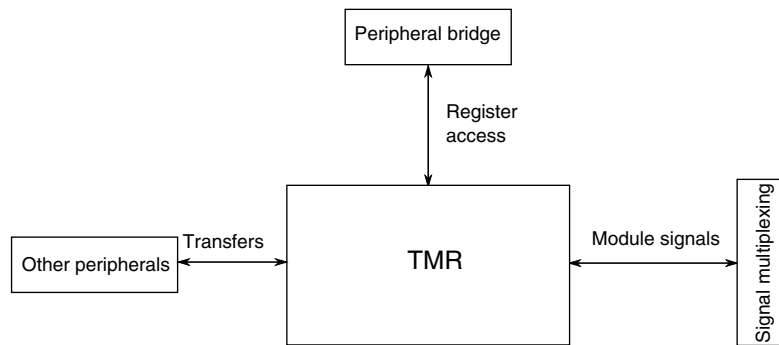 Peripheral bridge
Register
access
Transfers
Other peripherals
TMR
Module signals
Signal multiplexing